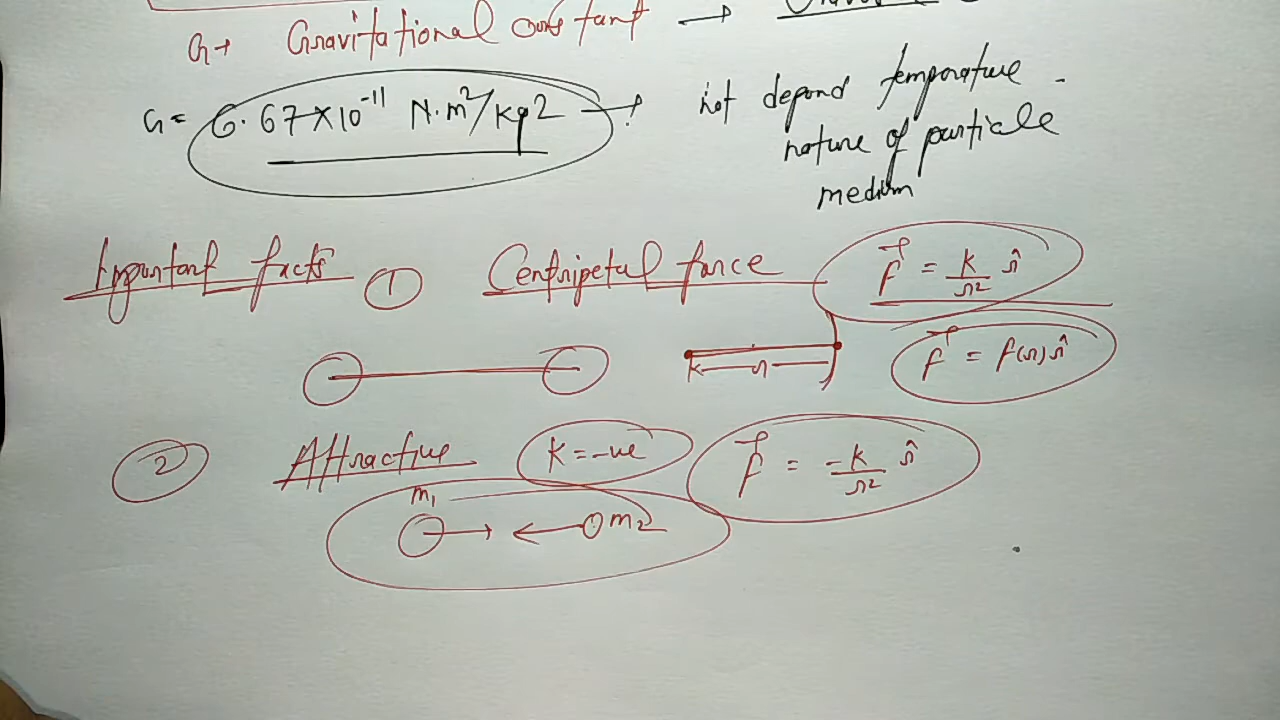 G → Gravitational constant →
G = 6.67×10⁻¹¹ N.m²/kg2 → not depend temperature
nature of particle
medium
Important facts ① Centripetal force F = k/r² r̂
r F = f(r) r̂
② Attractive K = -ve F = -k/r² r̂
m₁ m₂